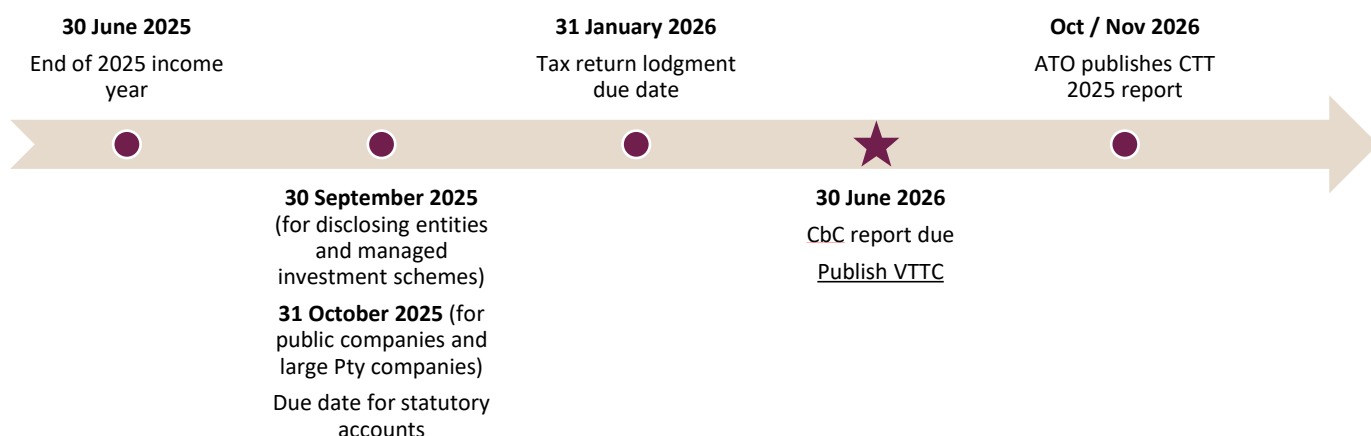 30 June 2025
End of 2025 income
year
30 September 2025
(for disclosing entities
and managed
investment schemes)
31 October 2025 (for
public companies and
large Pty companies)
Due date for statutory
accounts
31 January 2026
Tax return lodgment
due date
30 June 2026
CbC report due
Publish VTTC
Oct / Nov 2026
ATO publishes CTT
2025 report